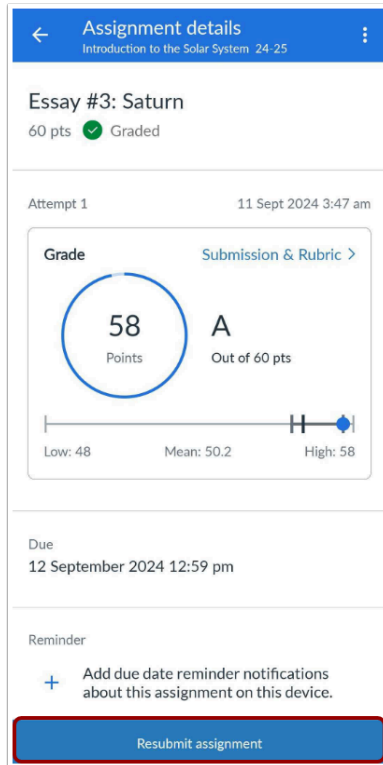 Assignment details
Introduction to the Solar System 24-25
Essay #3: Saturn
60 pts Graded
Attempt 1 11 Sept 2024 3:47 am
Grade Submission & Rubric >
58
Points
A
Out of 60 pts
Low: 48 Mean: 50.2 High: 58
Due
12 September 2024 12:59 pm
Reminder
+ Add due date reminder notifications
about this assignment on this device.
Resubmit assignment